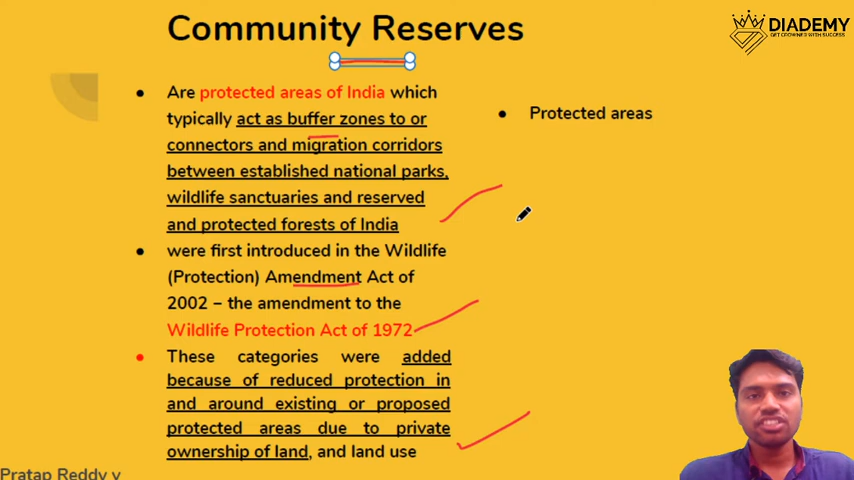 Community Reserves
DIADEMY
GET CROWNED WITH SUCCESS
● Are protected areas of India which
typically act as buffer zones to or
connectors and migration corridors
between established national parks,
wildlife sanctuaries and reserved
and protected forests of India
● were first introduced in the Wildlife
(Protection) Amendment Act of
2002 – the amendment to the
Wildlife Protection Act of 1972
● These categories were added
because of reduced protection in
and around existing or proposed
protected areas due to private
ownership of land, and land use
● Protected areas
Pratap Reddy y